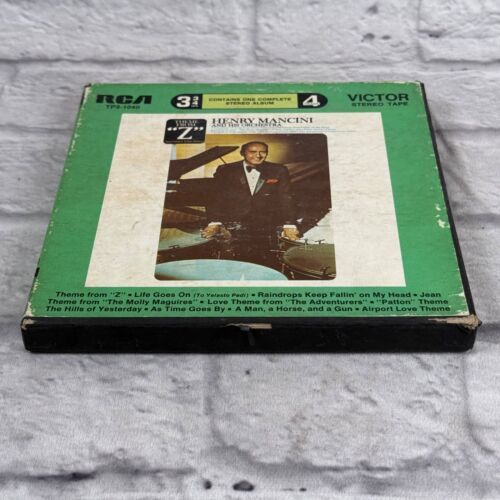 RCA
TP3-1040
3 3/4
CONTAINS ONE COMPLETE
STEREO ALBUM
4
VICTOR
STEREO TAPE
THEME
FROM
"Z"
HENRY MANCINI
AND HIS ORCHESTRA
Theme from "Z" • Life Goes On (To Yelasto Pedi) • Raindrops Keep Fallin' on My Head • Jean
Theme from "The Molly Maguires" • Love Theme from "The Adventurers" • "Patton" Theme
The Hills of Yesterday • As Time Goes By • A Man, a Horse, and a Gun • Airport Love Theme